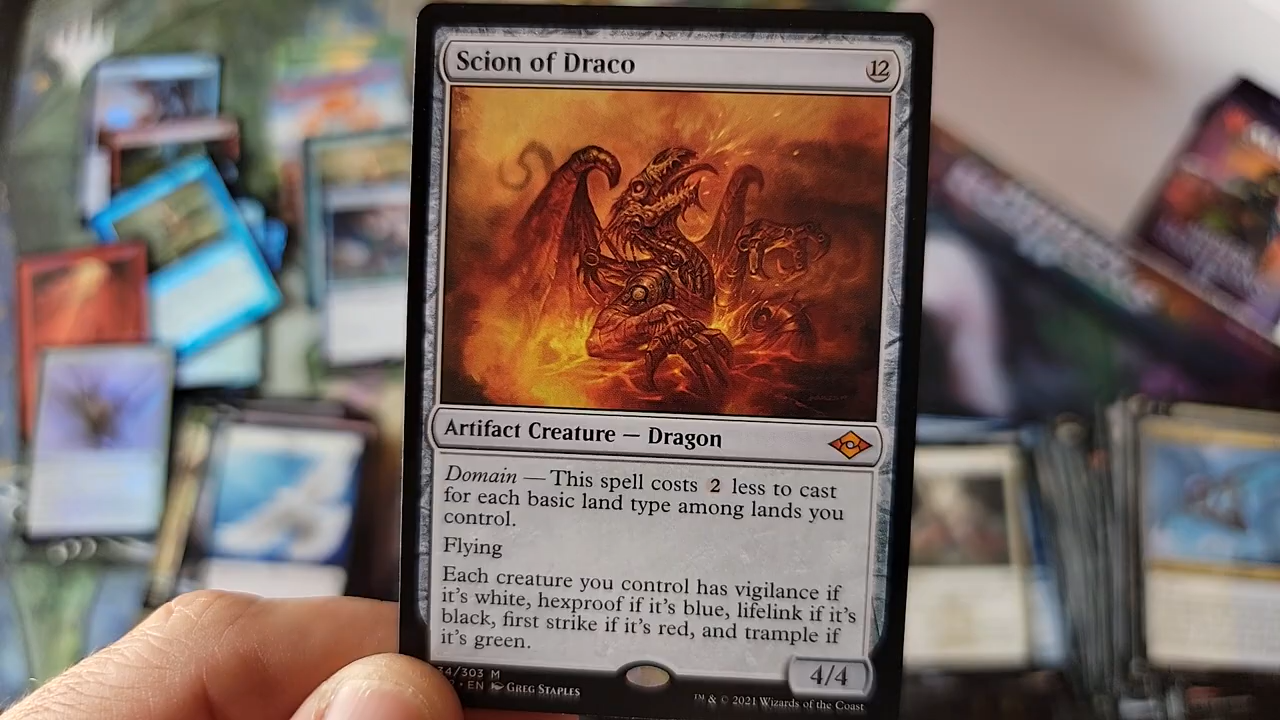 Scion of Draco 12
Artifact Creature — Dragon
Domain — This spell costs 2 less to cast
for each basic land type among lands you
control.
Flying
Each creature you control has vigilance if
it's white, hexproof if it's blue, lifelink if it's
black, first strike if it's red, and trample if
it's green.
4/4
4/303 M
EN GREG STAPLES
™ & © 2021 Wizards of the Coast